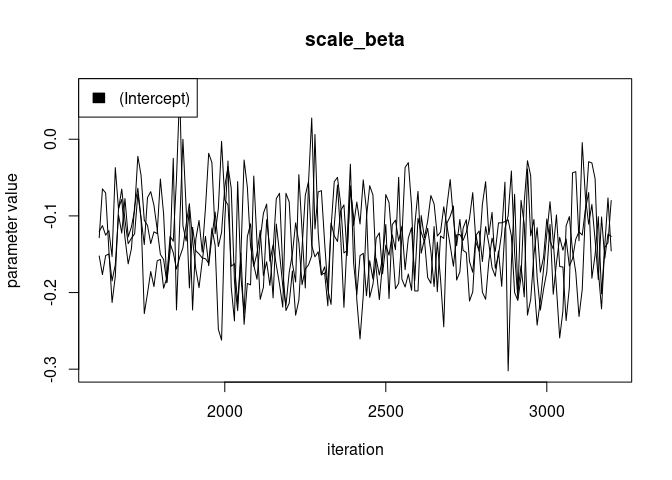 scale_beta
(Intercept)
parameter value
0.0
-0.1
-0.2
-0.3
2000 2500 3000
iteration